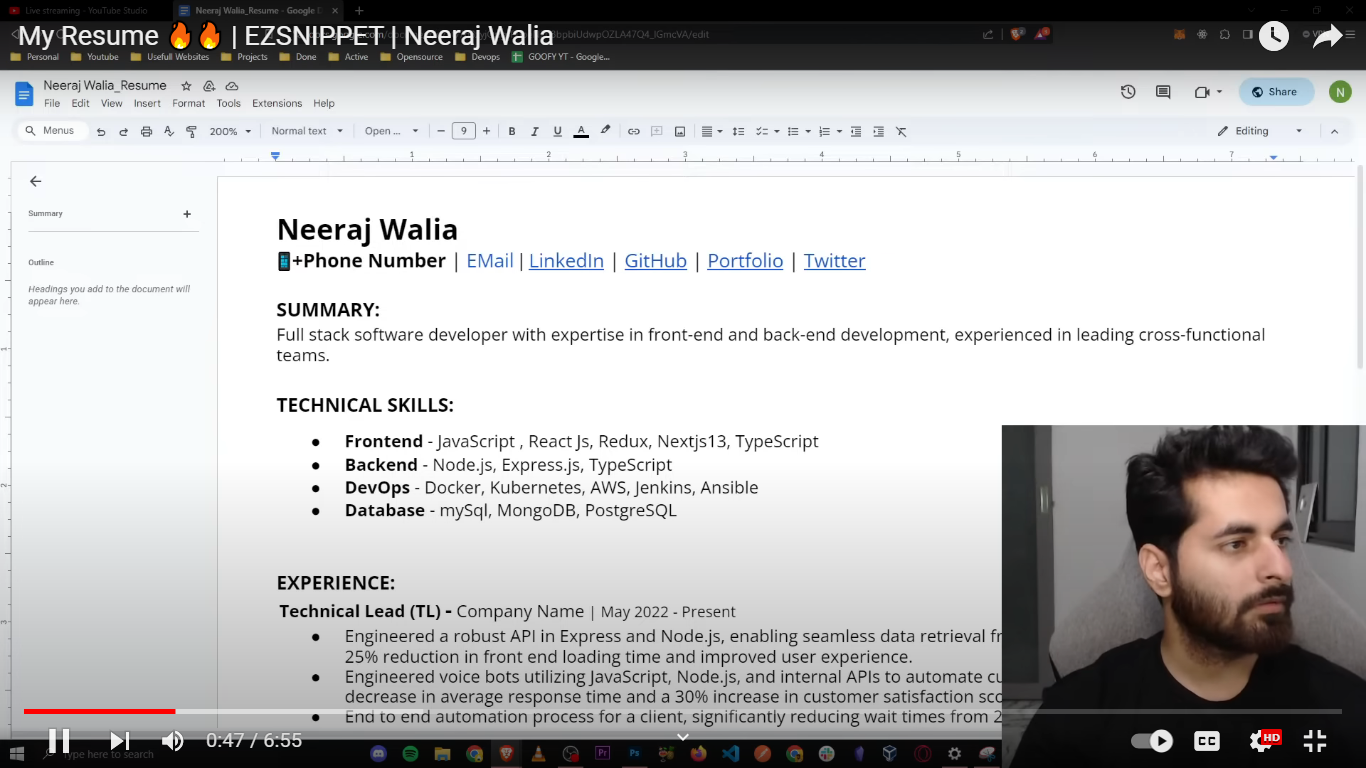 Live streaming - YouTube Studio
Neeraj Walia_Resume - Google D
My Resume 🔥🔥 | EZSNIPPET | Neeraj Walia
Personal Youtube Usefull Websites Projects Done Active Opensource Devops GOOFY YT - Google...
Neeraj Walia_Resume
Share
N
File Edit View Insert Format Tools Extensions Help
Menus 200% Normal text Open ... − 9 + B I U A Editing
1 2 3 4 5 6 7
Summary +
Outline
Headings you add to the document will
appear here.
Neeraj Walia
📱+Phone Number | EMail | LinkedIn | GitHub | Portfolio | Twitter
SUMMARY:
Full stack software developer with expertise in front-end and back-end development, experienced in leading cross-functional
teams.
TECHNICAL SKILLS:
● Frontend - JavaScript , React Js, Redux, Nextjs13, TypeScript
● Backend - Node.js, Express.js, TypeScript
● DevOps - Docker, Kubernetes, AWS, Jenkins, Ansible
● Database - mySql, MongoDB, PostgreSQL
EXPERIENCE:
Technical Lead (TL) - Company Name | May 2022 - Present
● Engineered a robust API in Express and Node.js, enabling seamless data retrieval
25% reduction in front end loading time and improved user experience.
● Engineered voice bots utilizing JavaScript, Node.js, and internal APIs to automate
decrease in average response time and a 30% increase in customer satisfaction
● End to end automation process for a client, significantly reducing wait times from
0:47 / 6:55
CC
HD
Type here to search